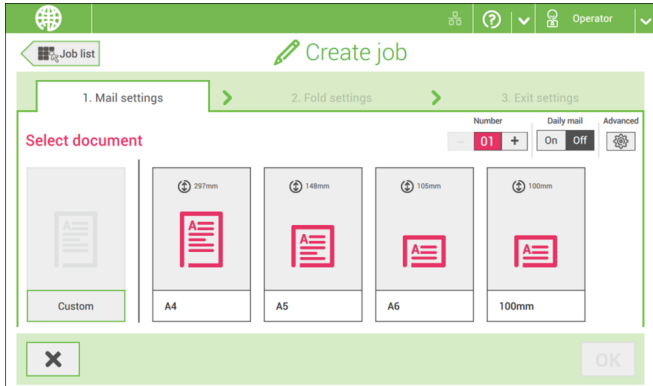 Operator
Job list
Create job
1. Mail settings
2. Fold settings
3. Exit settings
Select document
Number
Daily mail
Advanced
01
+
On
Off
297mm
148mm
105mm
100mm
Custom
A4
A5
A6
100mm
OK